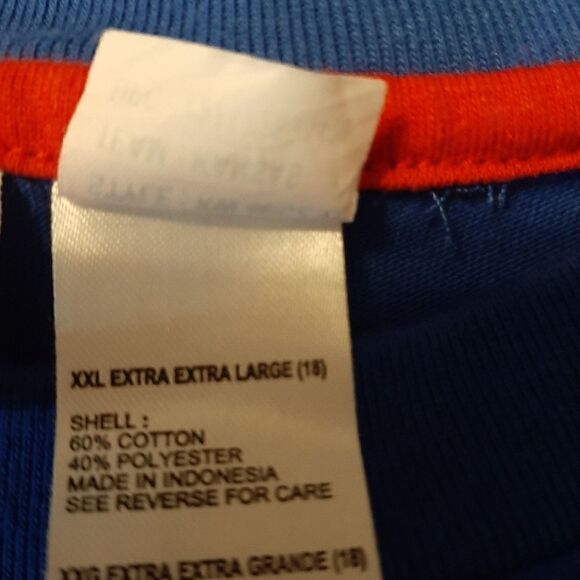 XXL EXTRA EXTRA LARGE (18)
SHELL :
60% COTTON
40% POLYESTER
MADE IN INDONESIA
SEE REVERSE FOR CARE
XXG EXTRA EXTRA GRANDE (18)